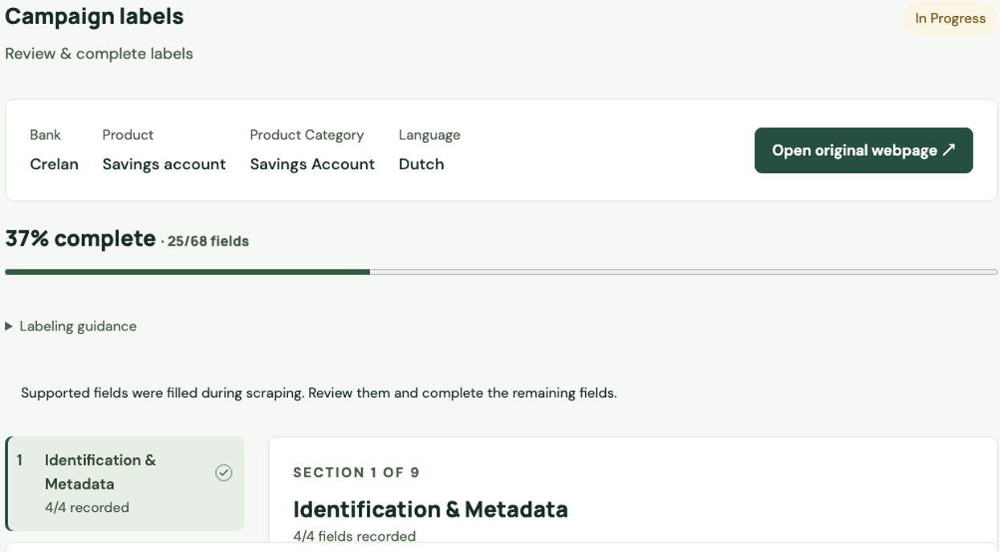 Campaign labels
In Progress
Review & complete labels
Bank
Product
Product Category
Language
Crelan
Savings account
Savings Account
Dutch
Open original webpage ↗
37% complete · 25/68 fields
▶ Labeling guidance
Supported fields were filled during scraping. Review them and complete the remaining fields.
1
Identification &
Metadata
4/4 recorded
SECTION 1 OF 9
Identification & Metadata
4/4 fields recorded